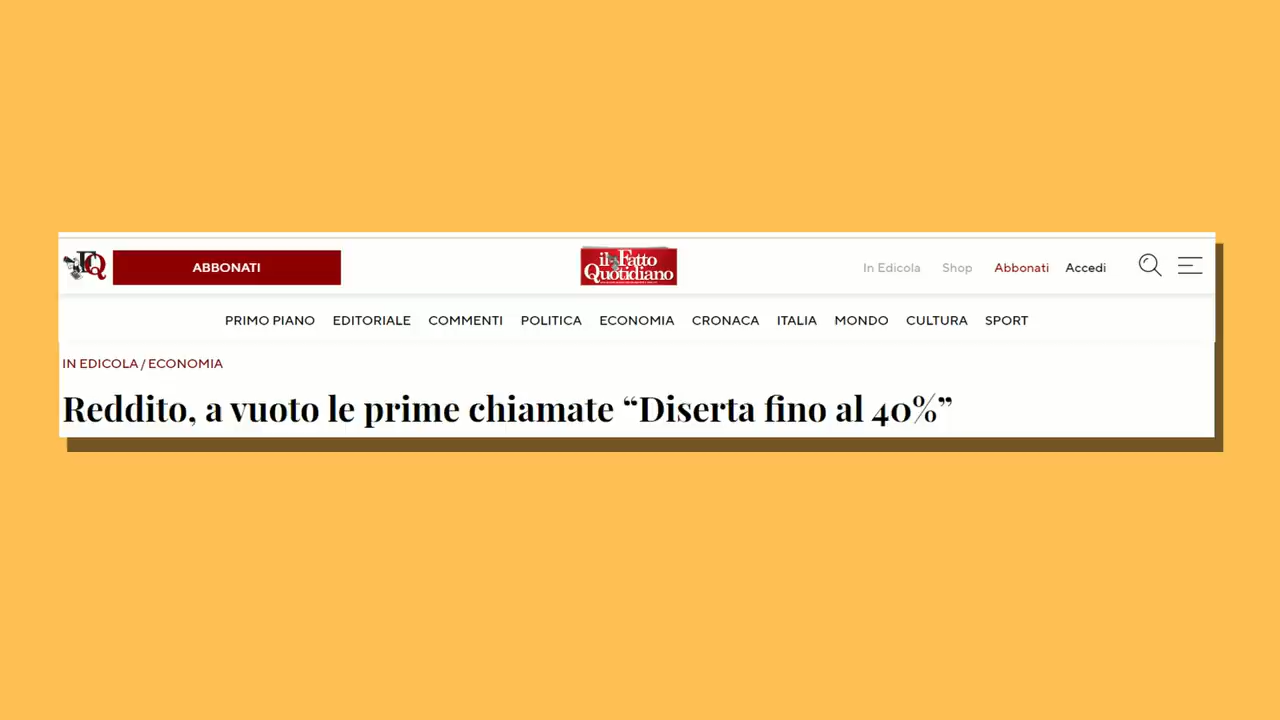 FQ
ABBONATI
il Fatto
Quotidiano
In Edicola Shop Abbonati Accedi
PRIMO PIANO EDITORIALE COMMENTI POLITICA ECONOMIA CRONACA ITALIA MONDO CULTURA SPORT
IN EDICOLA / ECONOMIA
Reddito, a vuoto le prime chiamate “Diserta fino al 40%”